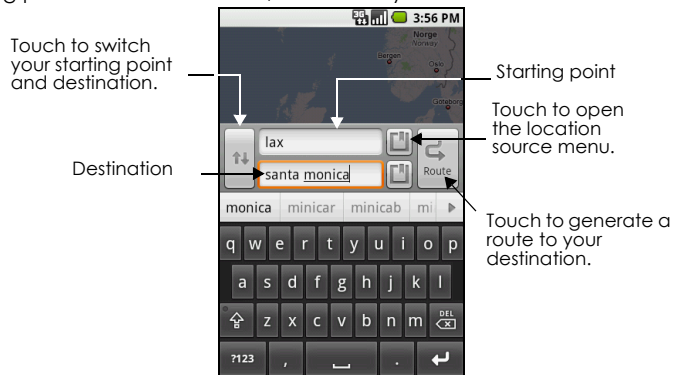 3G 3:56 PM
Norge
Norway
Bergen
Oslo
Goteborg
Touch to switch
your starting point
and destination.
Starting point
Touch to open
the location
source menu.
lax
Destination
santa monica
Route
monica minicar minicab mi
Touch to generate a
route to your
destination.
q w e r t y u i o p
a s d f g h j k l
z x c v b n m DEL
?123 , .